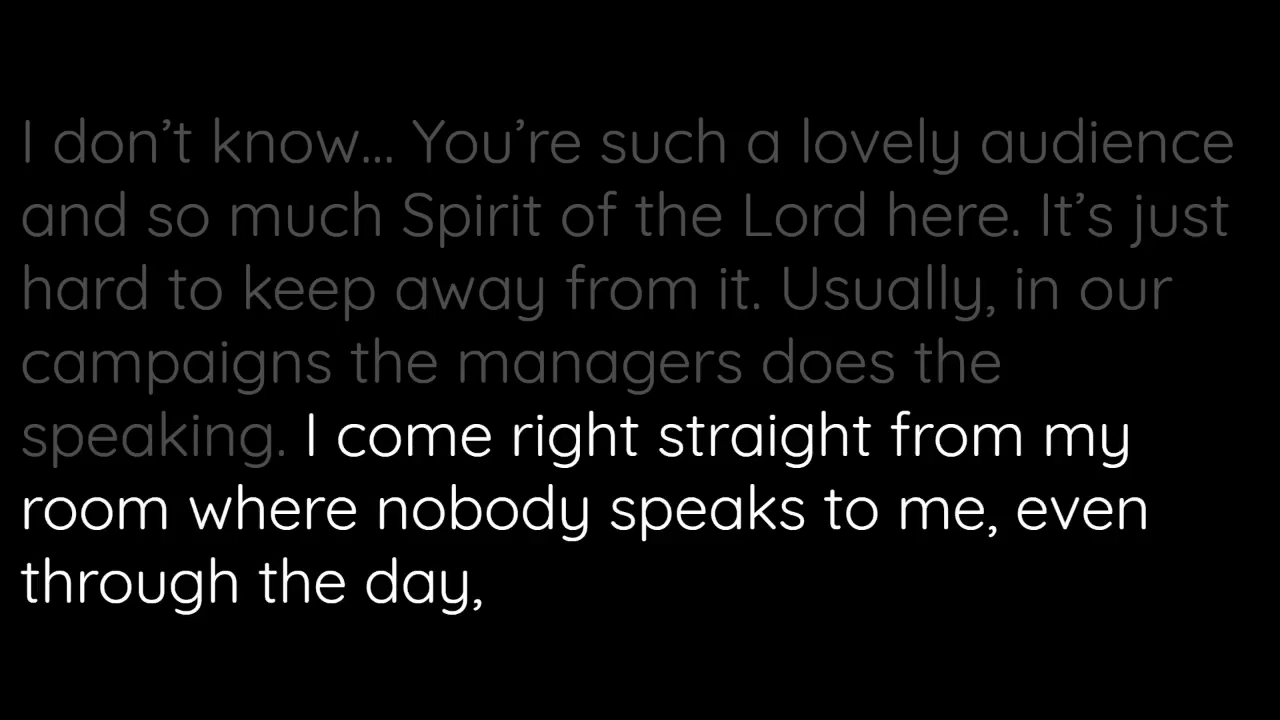 I don’t know... You’re such a lovely audience
and so much Spirit of the Lord here. It’s just
hard to keep away from it. Usually, in our
campaigns the managers does the
speaking. I come right straight from my
room where nobody speaks to me, even
through the day,